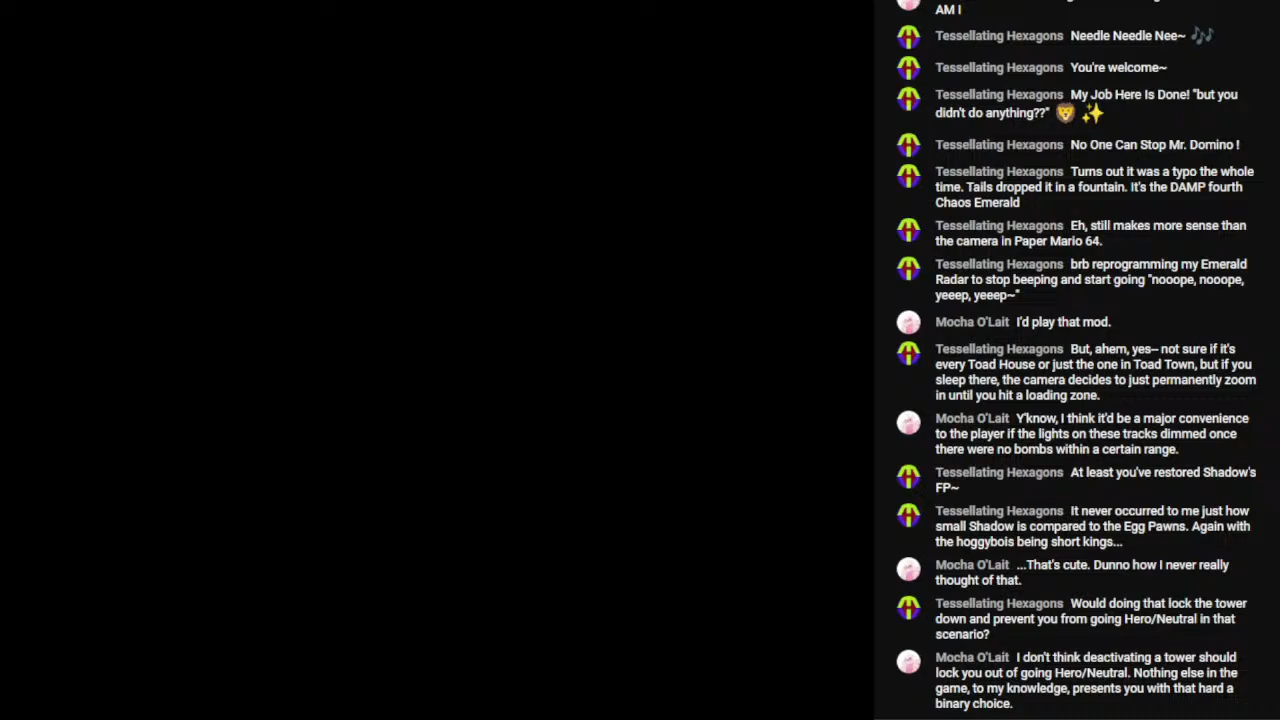 AM I
Tessellating Hexagons Needle Needle Nee~ 🎶
Tessellating Hexagons You're welcome~
Tessellating Hexagons My Job Here Is Done! "but you
didn't do anything??" 🦁 ✨
Tessellating Hexagons No One Can Stop Mr. Domino !
Tessellating Hexagons Turns out it was a typo the whole
time. Tails dropped it in a fountain. It's the DAMP fourth
Chaos Emerald
Tessellating Hexagons Eh, still makes more sense than
the camera in Paper Mario 64.
Tessellating Hexagons brb reprogramming my Emerald
Radar to stop beeping and start going "nooope, nooope,
yeeep, yeeep~"
Mocha O'Lait I'd play that mod.
Tessellating Hexagons But, ahem, yes-- not sure if it's
every Toad House or just the one in Toad Town, but if you
sleep there, the camera decides to just permanently zoom
in until you hit a loading zone.
Mocha O'Lait Y'know, I think it'd be a major convenience
to the player if the lights on these tracks dimmed once
there were no bombs within a certain range.
Tessellating Hexagons At least you've restored Shadow's
FP~
Tessellating Hexagons It never occurred to me just how
small Shadow is compared to the Egg Pawns. Again with
the hoggybois being short kings...
Mocha O'Lait ...That's cute. Dunno how I never really
thought of that.
Tessellating Hexagons Would doing that lock the tower
down and prevent you from going Hero/Neutral in that
scenario?
Mocha O'Lait I don't think deactivating a tower should
lock you out of going Hero/Neutral. Nothing else in the
game, to my knowledge, presents you with that hard a
binary choice.